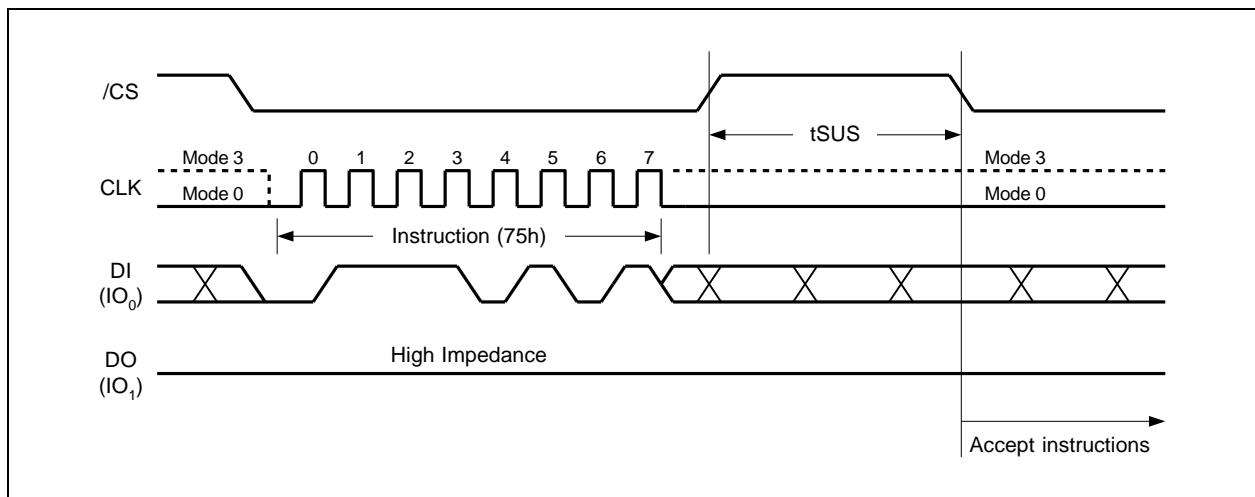 /CS
tSUS
Mode 3
0 1 2 3 4 5 6 7
Mode 3
CLK
Mode 0
Mode 0
Instruction (75h)
DI
(IO0)
High Impedance
DO
(IO1)
Accept instructions